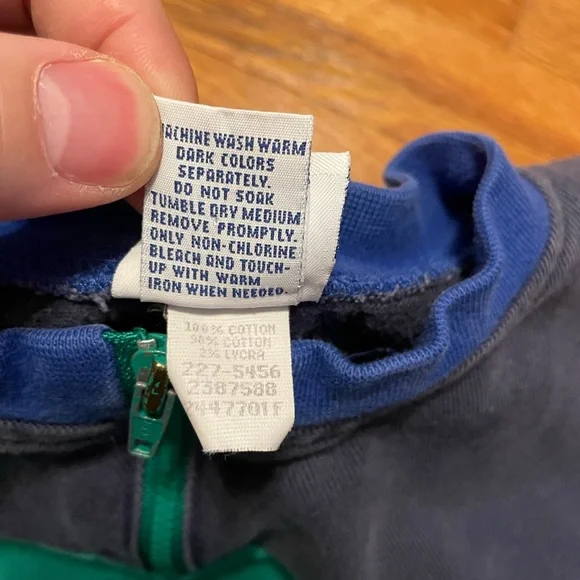 MACHINE WASH WARM
DARK COLORS
SEPARATELY.
DO NOT SOAK
TUMBLE DRY MEDIUM
REMOVE PROMPTLY.
ONLY NON-CHLORINE
BLEACH AND TOUCH-
UP WITH WARM
IRON WHEN NEEDED.
100% COTTON
98% COTTON
2% LYCRA
227-5456
2387588
2447701F